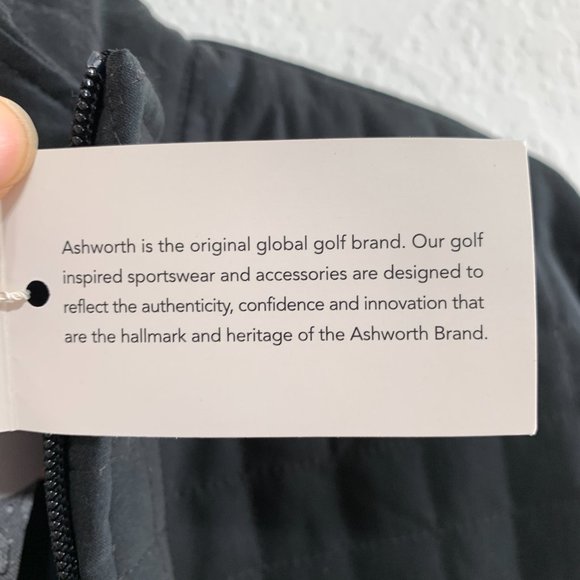 Ashworth is the original global golf brand. Our golf
inspired sportswear and accessories are designed to
reflect the authenticity, confidence and innovation that
are the hallmark and heritage of the Ashworth Brand.